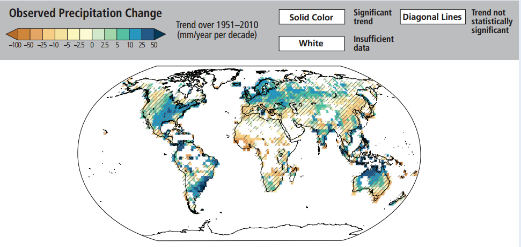 Observed Precipitation Change
-100 -50 -25 -10 -5 -2.5 0 2.5 5 10 25 50
Trend over 1951–2010
(mm/year per decade)
Solid Color
Significant
trend
White
Insufficient
data
Diagonal Lines
Trend not
statistically
significant